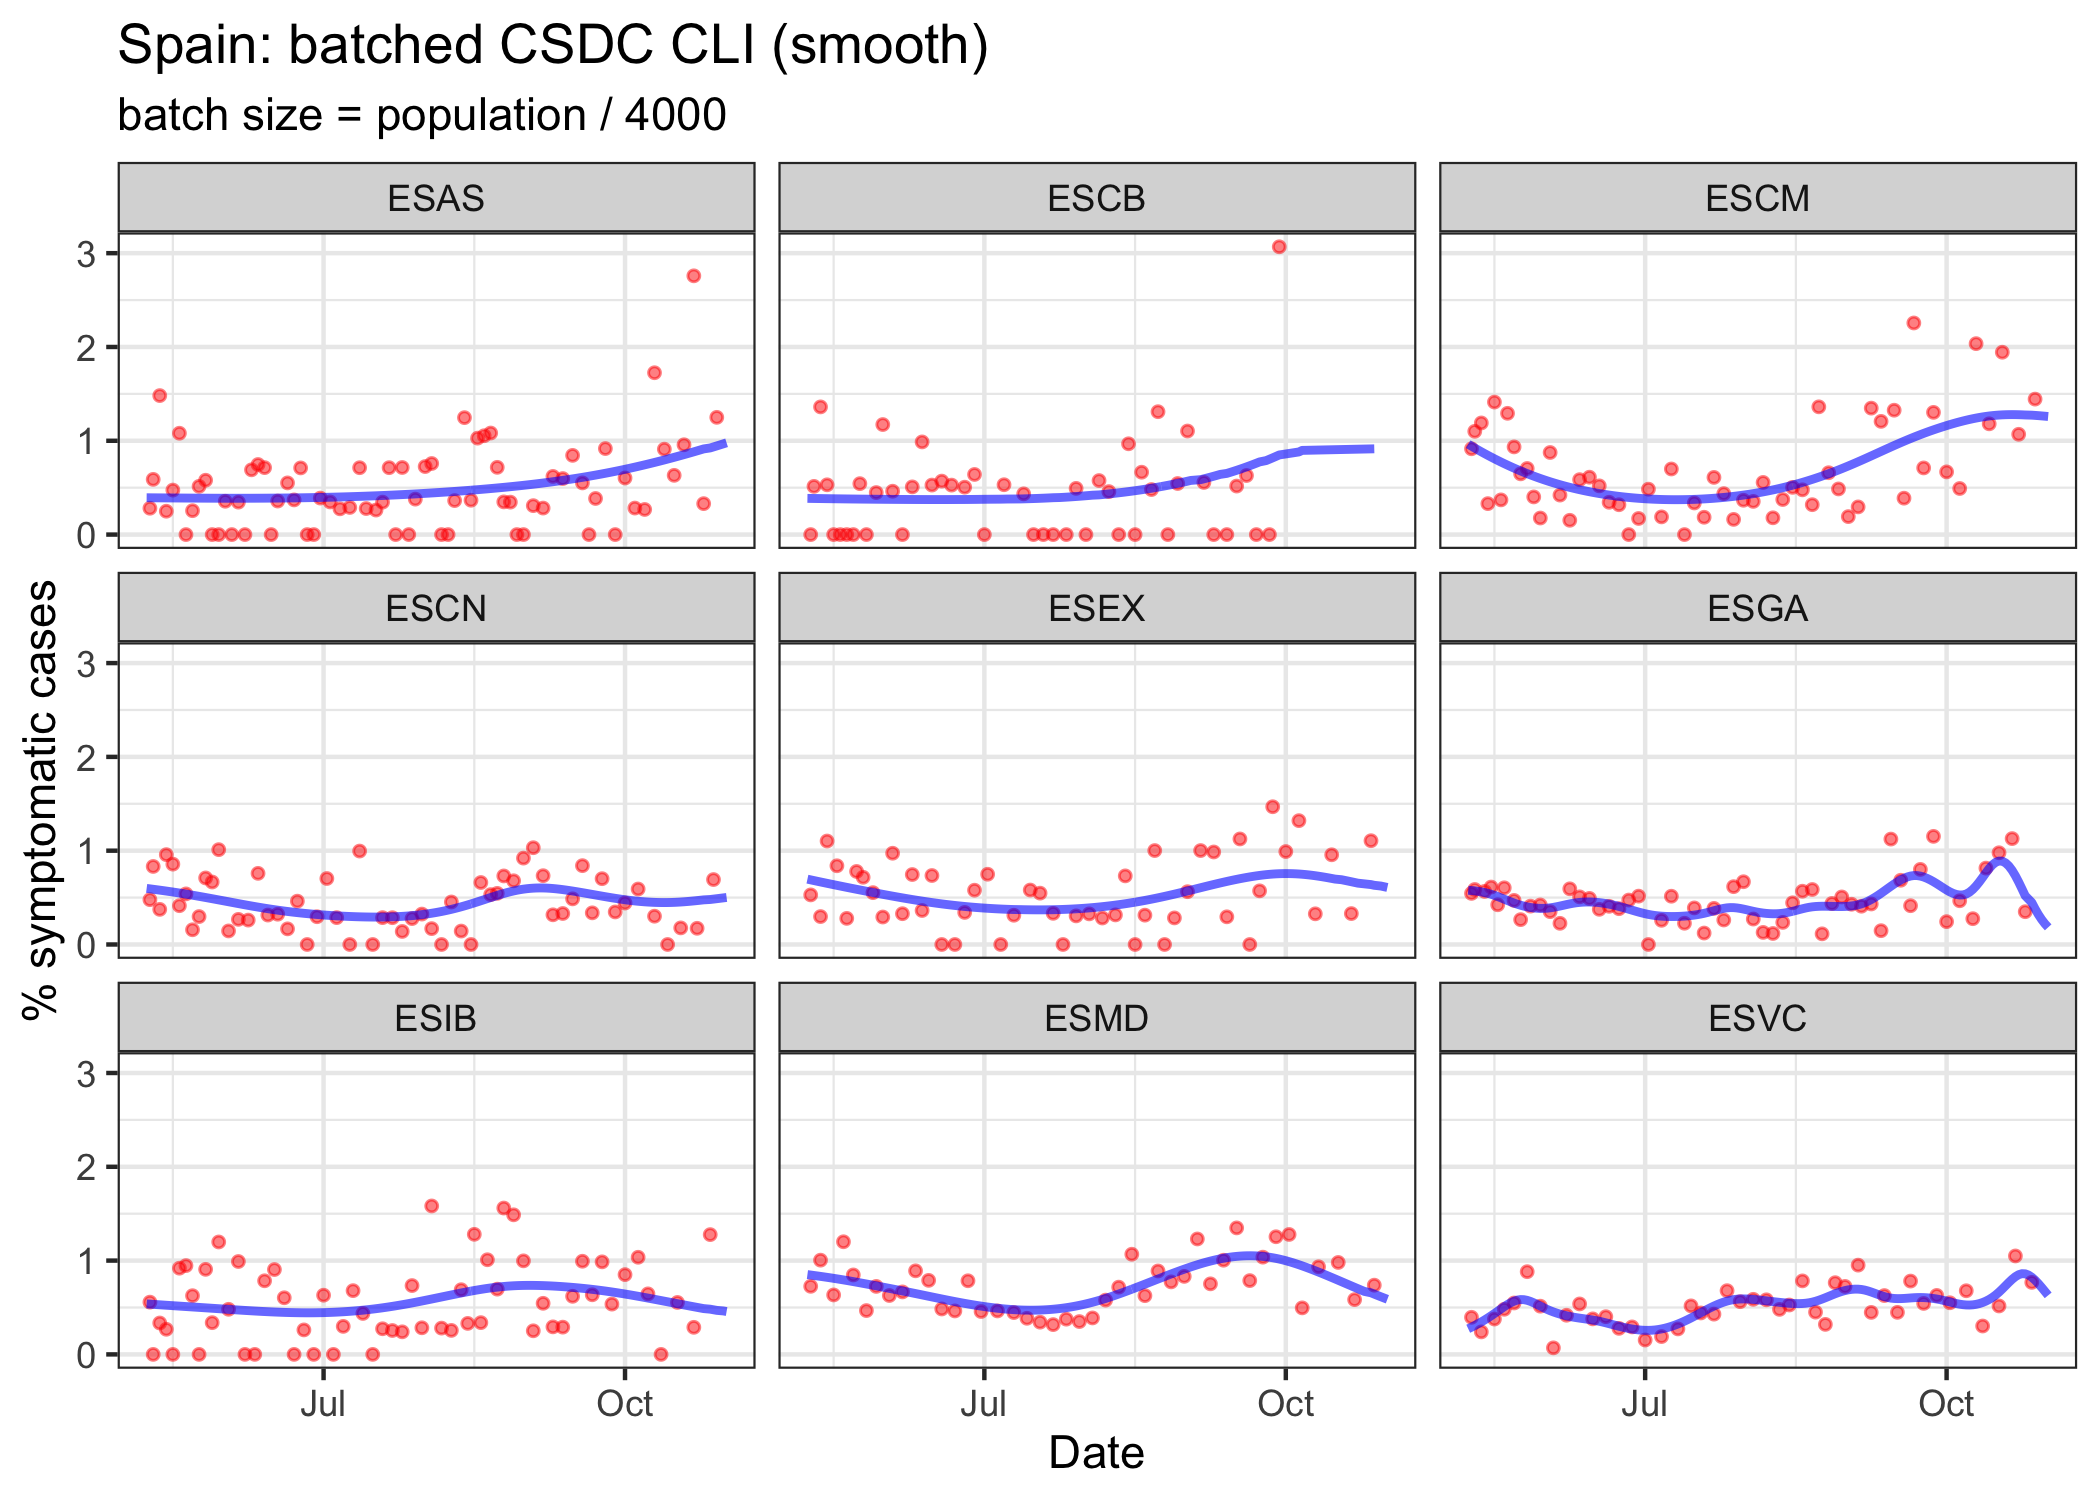 Spain: batched CSDC CLI (smooth)
batch size = population / 4000
ESAS
ESCB
ESCM
3
2
1
0
ESCN
ESEX
ESGA
3
2
1
0
ESIB
ESMD
ESVC
3
2
1
0
% symptomatic cases
Jul
Oct
Jul
Oct
Jul
Oct
Date